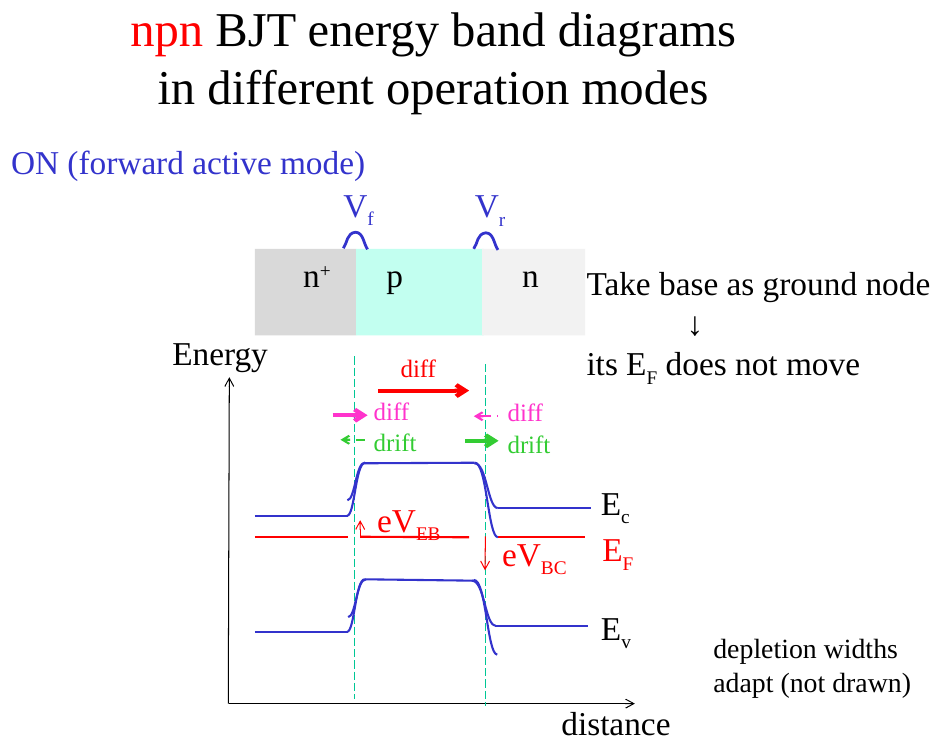 npn BJT energy band diagrams
in different operation modes
ON (forward active mode)
Vf
Vr
n+
p
n
Take base as ground node
↓
its EF does not move
Energy
diff
diff
diff
drift
drift
Ec
eVEB
EF
eVBC
Ev
depletion widths
adapt (not drawn)
distance